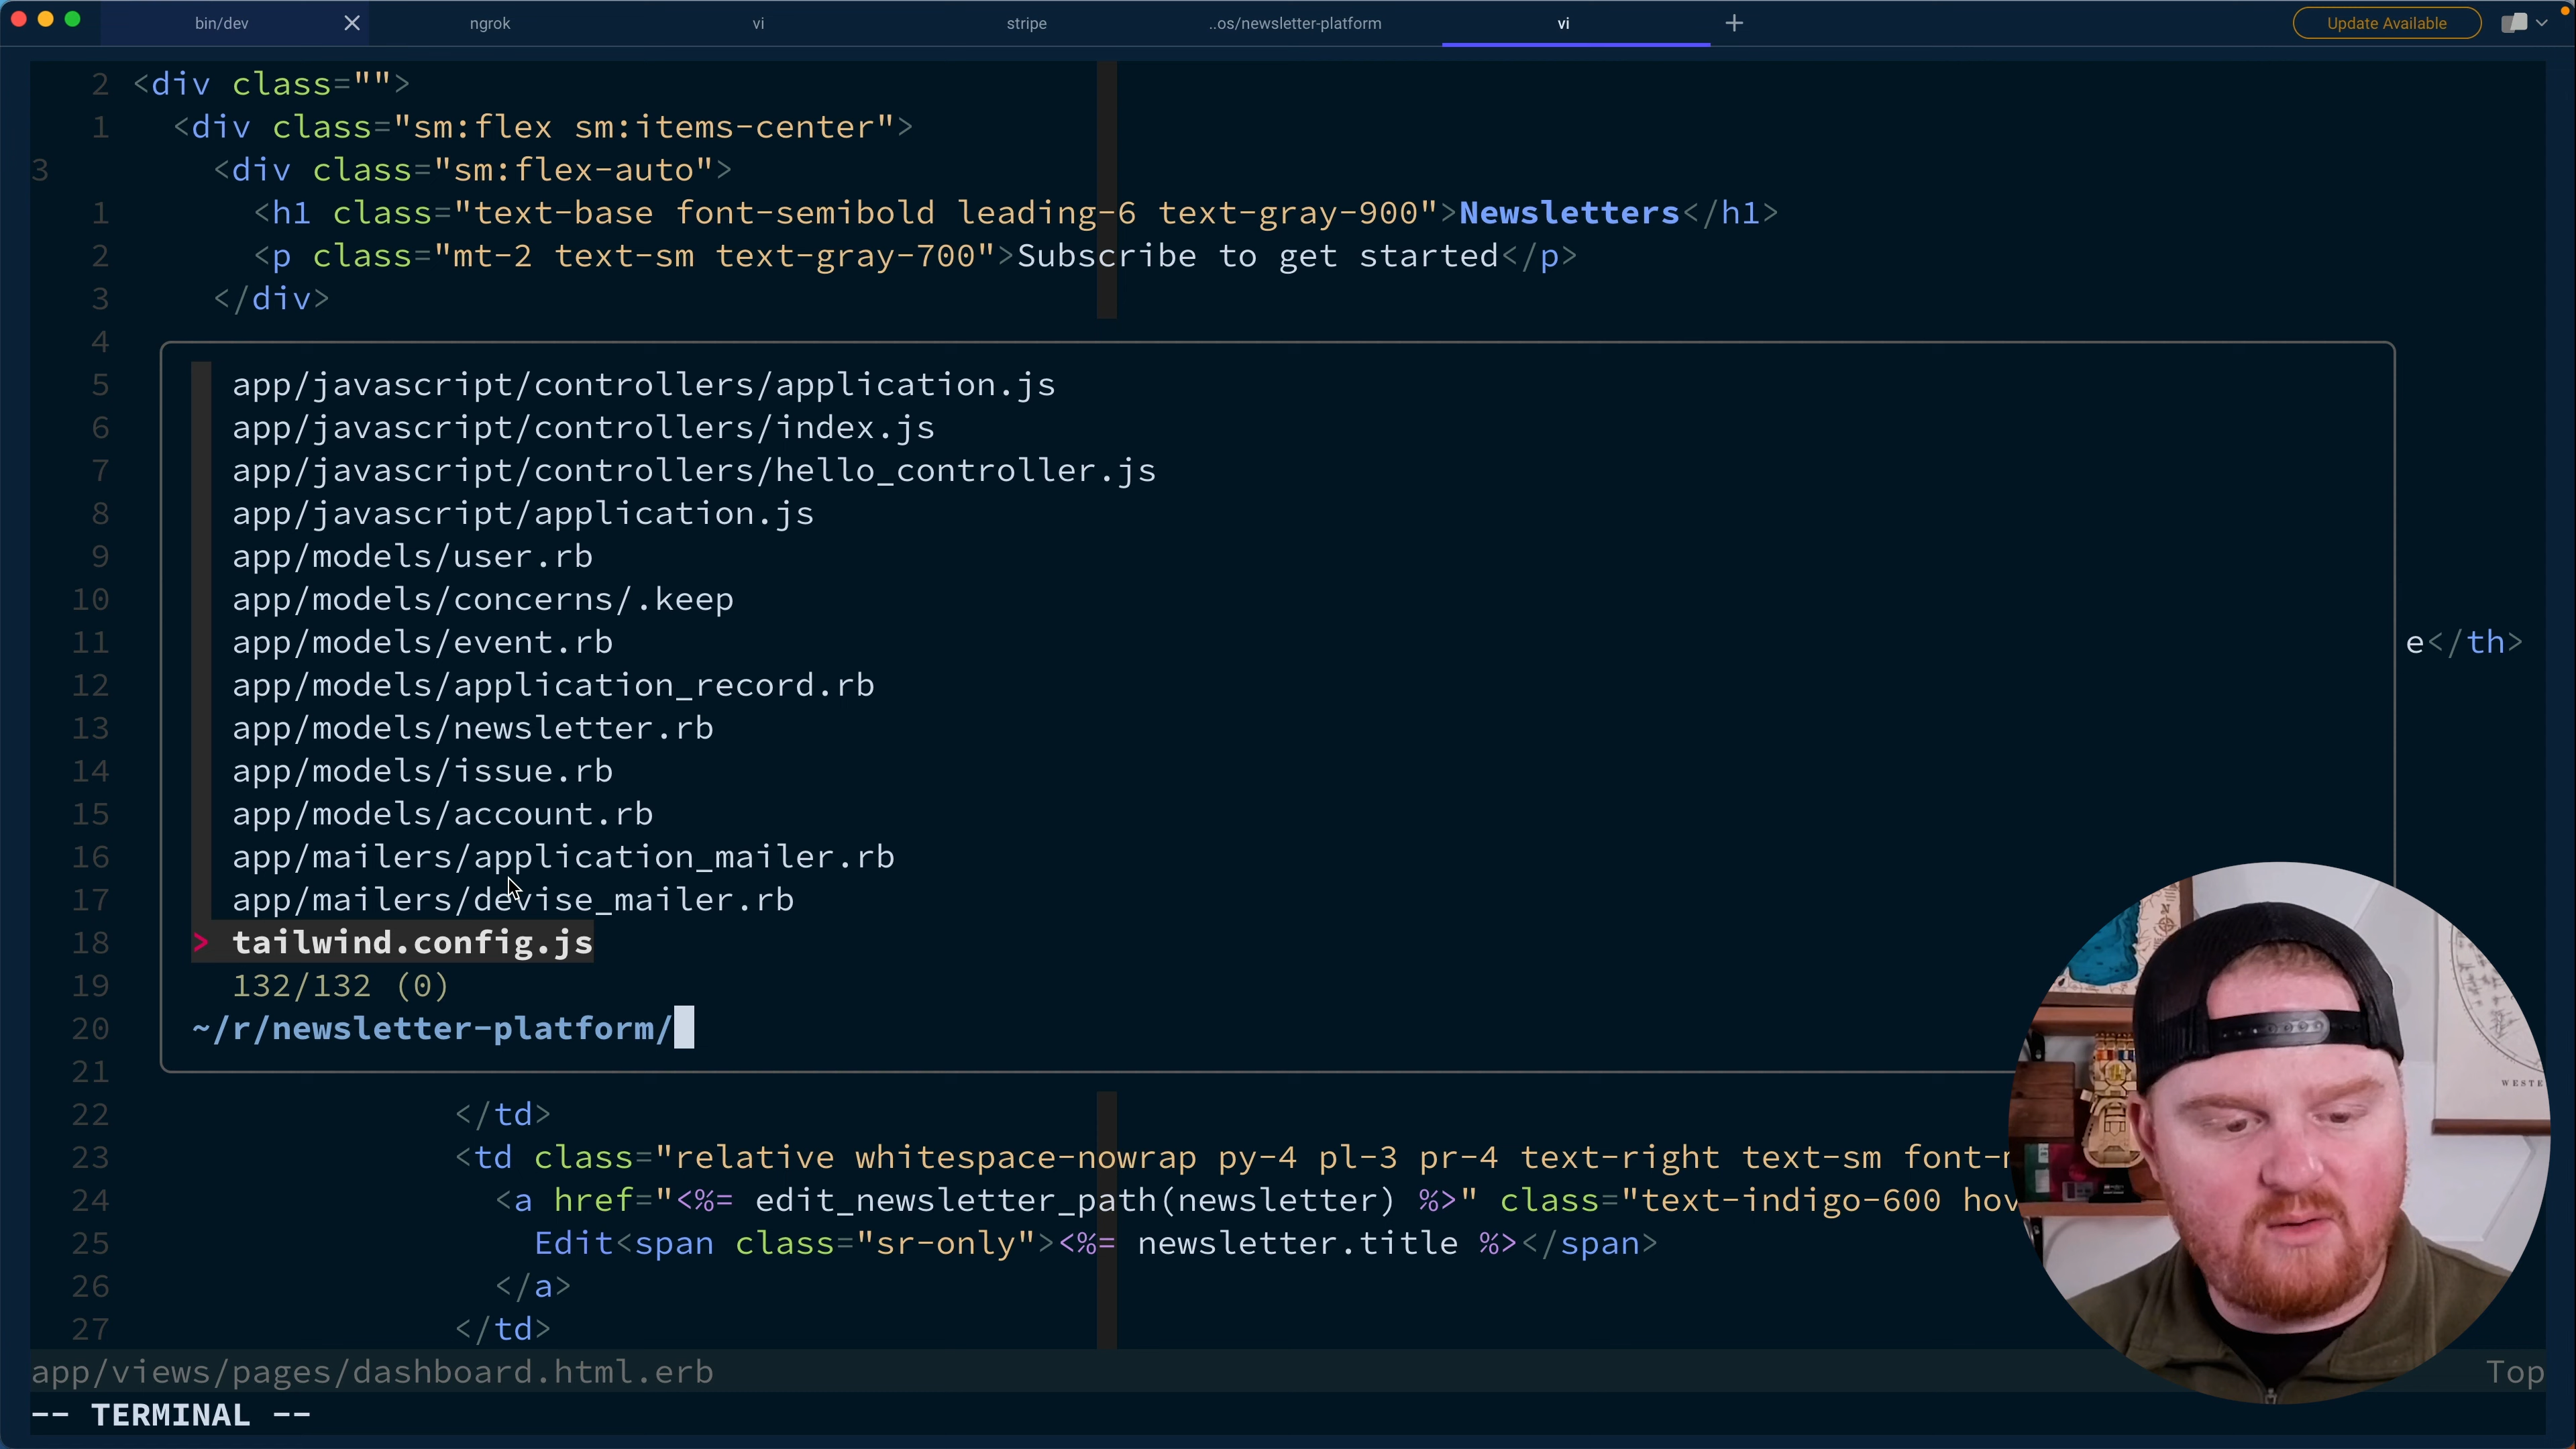 bin/dev
ngrok
vi
stripe
..os/newsletter-platform
vi
Update Available
2 <div class="">
1 <div class="sm:flex sm:items-center">
3 <div class="sm:flex-auto">
1 <h1 class="text-base font-semibold leading-6 text-gray-900">Newsletters</h1>
2 <p class="mt-2 text-sm text-gray-700">Subscribe to get started</p>
3 </div>
4
5 app/javascript/controllers/application.js
6 app/javascript/controllers/index.js
7 app/javascript/controllers/hello_controller.js
8 app/javascript/application.js
9 app/models/user.rb
10 app/models/concerns/.keep
11 app/models/event.rb e</th>
12 app/models/application_record.rb
13 app/models/newsletter.rb
14 app/models/issue.rb
15 app/models/account.rb
16 app/mailers/application_mailer.rb
17 app/mailers/devise_mailer.rb
18 > tailwind.config.js
19 132/132 (0)
20 ~/r/newsletter-platform/
21
22 </td>
23 <td class="relative whitespace-nowrap py-4 pl-3 pr-4 text-right text-sm
24 <a href="<%= edit_newsletter_path(newsletter) %>" class="text-indigo-600
25 Edit<span class="sr-only"><%= newsletter.title %></span>
26 </a>
27 </td>
app/views/pages/dashboard.html.erb Top
-- TERMINAL --